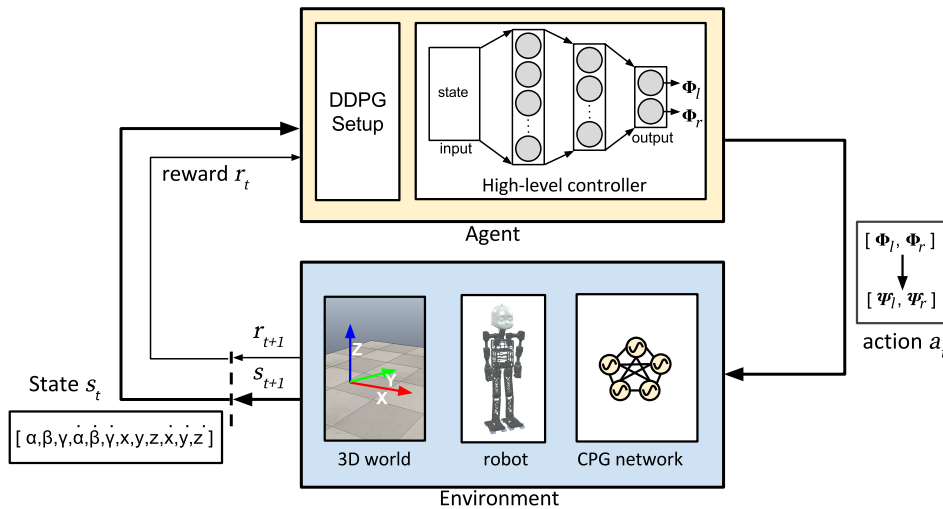 DDPG
Setup
state
input
Φl
Φr
output
High-level controller
Agent
reward rt
[ Φl, Φr ]
[ Ψl, Ψr ]
action at
rt+1
st+1
State st
[ α,β,γ,α̇,β̇,γ̇,x,y,z,ẋ,ẏ,ż ]
Z
Y
X
3D world
robot
CPG network
Environment